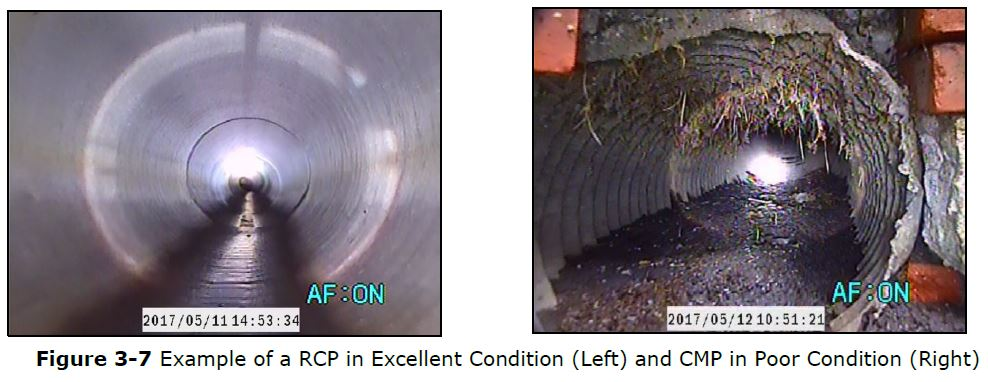 AF:ON
2017/05/11 14:53:34
AF:ON
2017/05/12 10:51:21
Figure 3-7 Example of a RCP in Excellent Condition (Left) and CMP in Poor Condition (Right)